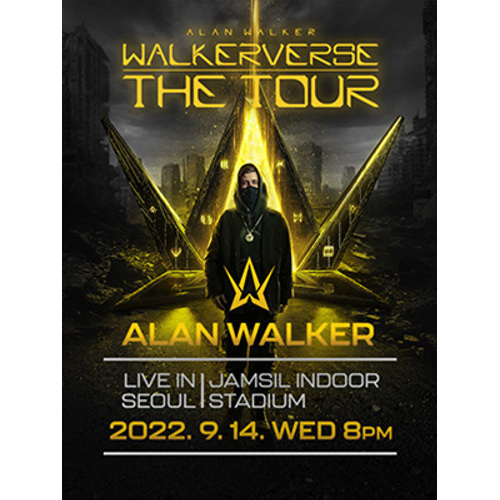 ALAN WALKER
WALKERVERSE
THE TOUR
ALAN WALKER
LIVE IN SEOUL
JAMSIL INDOOR STADIUM
2022. 9. 14. WED 8PM